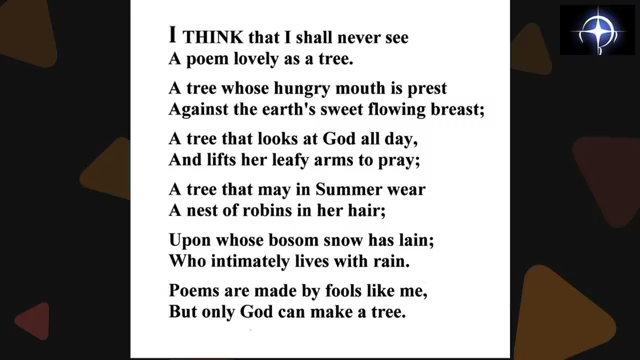 I THINK that I shall never see
A poem lovely as a tree.
A tree whose hungry mouth is prest
Against the earth's sweet flowing breast;
A tree that looks at God all day,
And lifts her leafy arms to pray;
A tree that may in Summer wear
A nest of robins in her hair;
Upon whose bosom snow has lain;
Who intimately lives with rain.
Poems are made by fools like me,
But only God can make a tree.